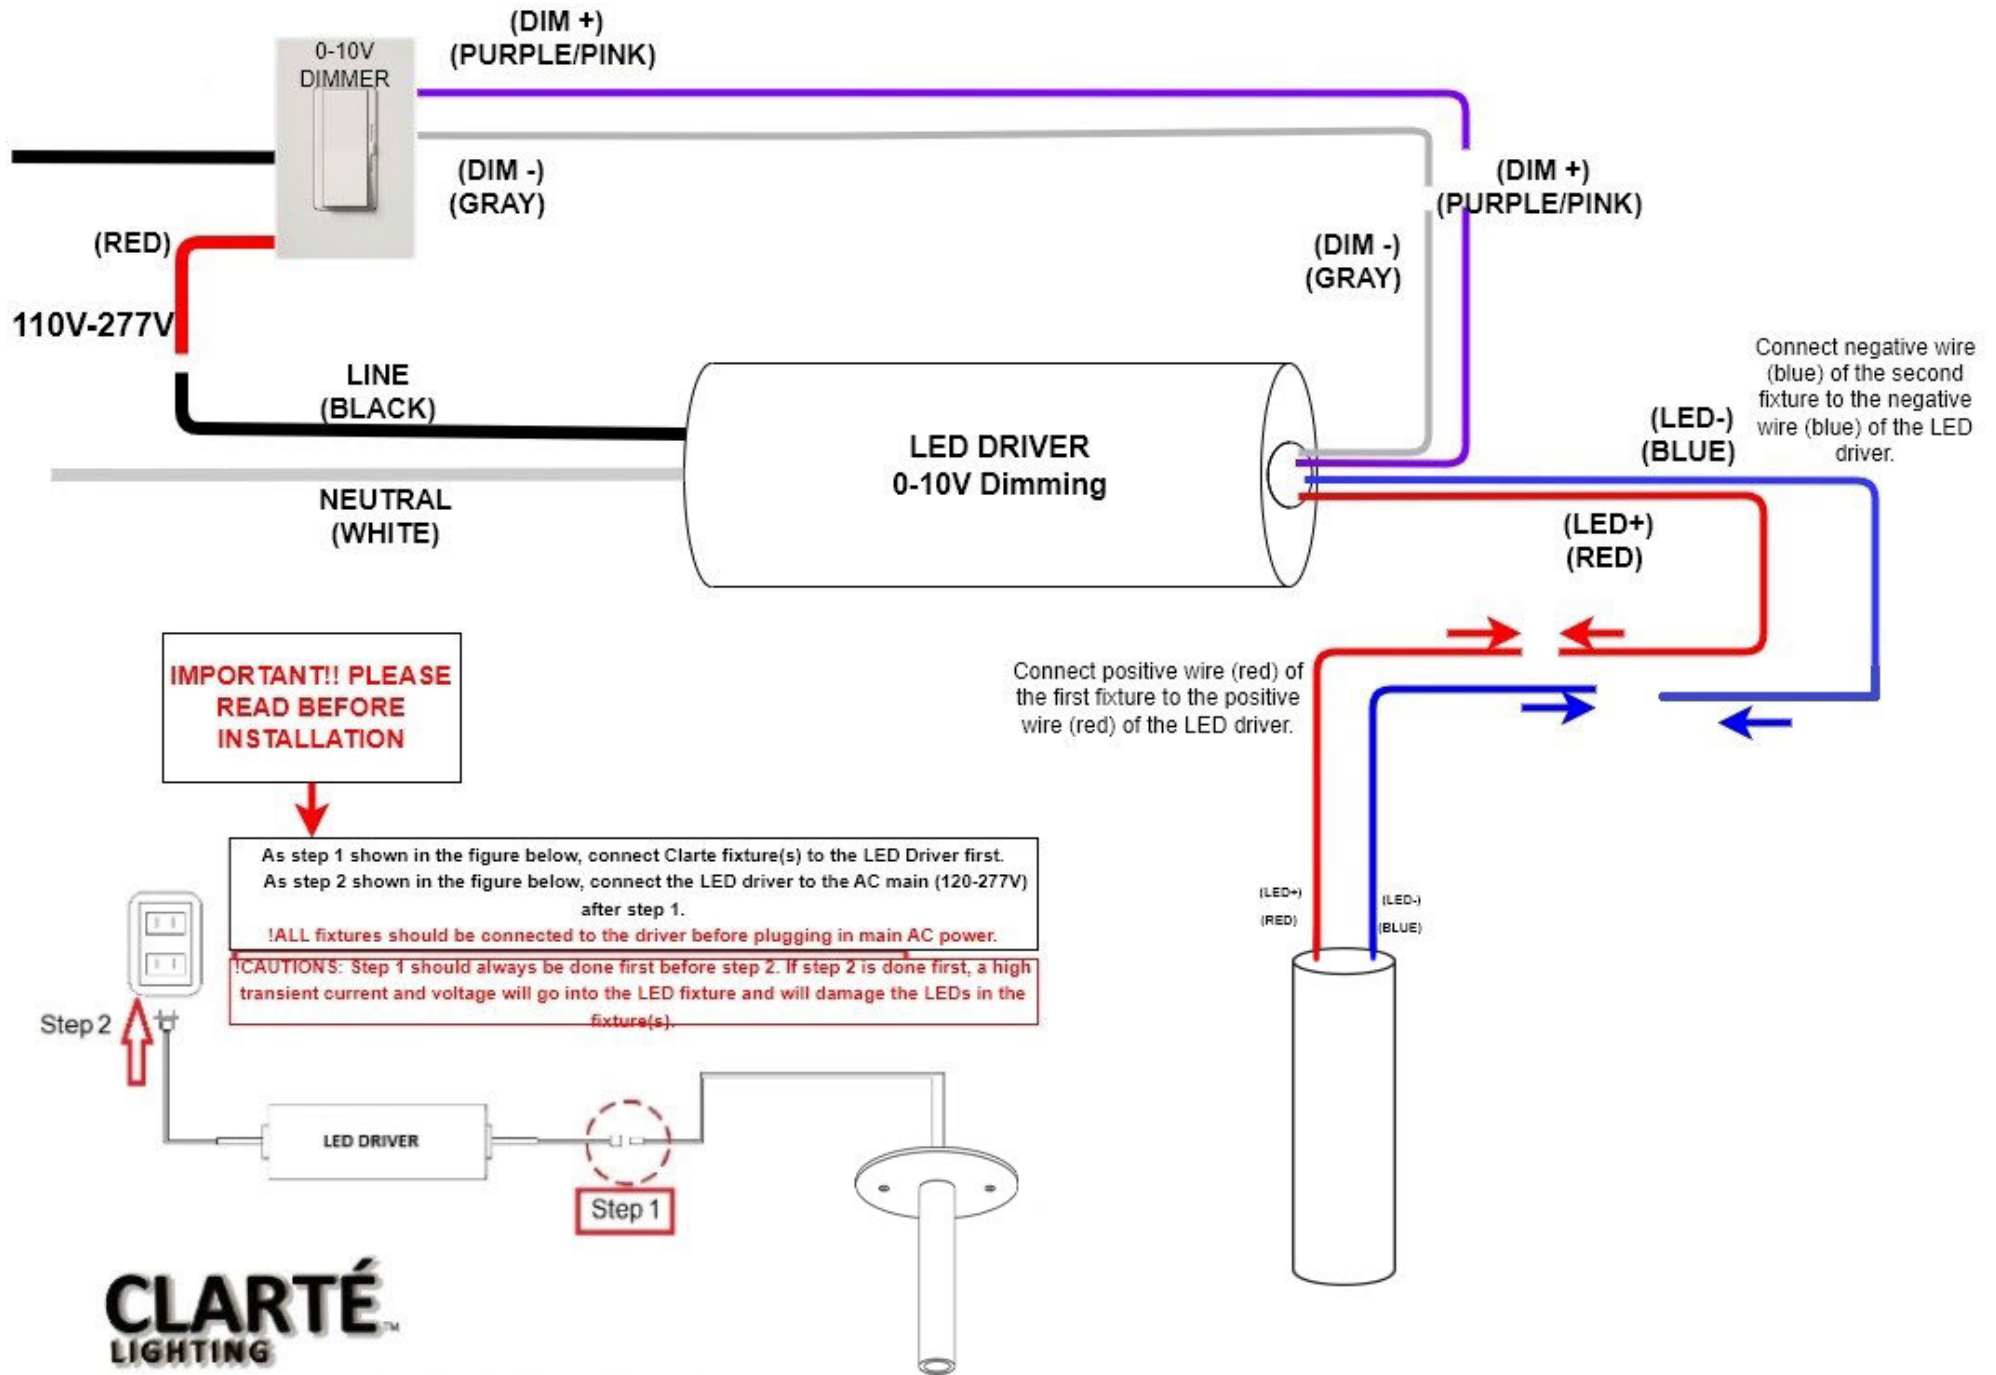 (DIM +)
(PURPLE/PINK)
0-10V
DIMMER
(DIM -)
(GRAY)
(DIM +)
(PURPLE/PINK)
(RED)
(DIM -)
(GRAY)
110V-277V
LINE
(BLACK)
NEUTRAL
(WHITE)
LED DRIVER
0-10V Dimming
Connect negative wire
(blue) of the second
fixture to the negative
wire (blue) of the LED
driver.
(LED-)
(BLUE)
(LED+)
(RED)
Connect positive wire (red) of
the first fixture to the positive
wire (red) of the LED driver.
IMPORTANT!! PLEASE
READ BEFORE
INSTALLATION
As step 1 shown in the figure below, connect Clarte fixture(s) to the LED Driver first.
As step 2 shown in the figure below, connect the LED driver to the AC main (120-277V)
after step 1.
!ALL fixtures should be connected to the driver before plugging in main AC power.
!CAUTIONS: Step 1 should always be done first before step 2. If step 2 is done first, a high
transient current and voltage will go into the LED fixture and will damage the LEDs in the
fixture(s).
(LED+)
(RED)
(LED-)
(BLUE)
Step 2
LED DRIVER
Step 1
CLARTÉ™
LIGHTING